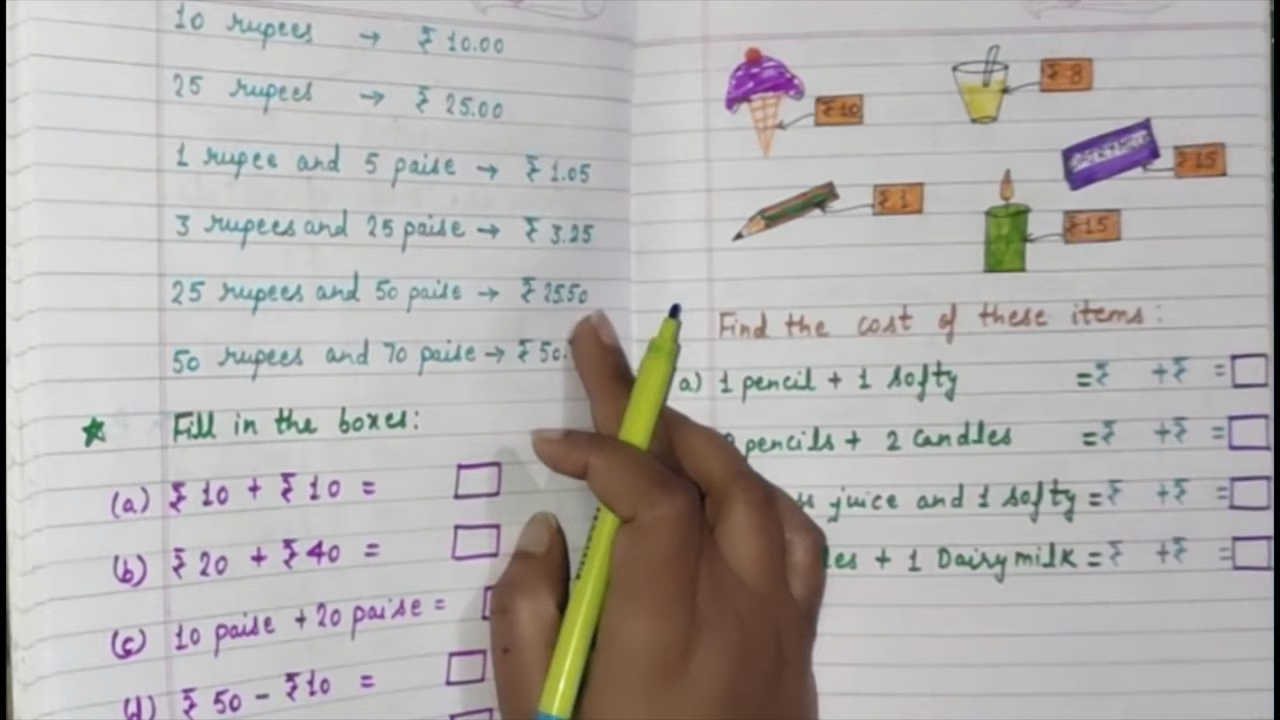 10 rupees → ₹ 10.00
25 rupees → ₹ 25.00
1 rupee and 5 paise → ₹ 1.05
3 rupees and 25 paise → ₹ 3.25
25 rupees and 50 paise → ₹ 25.50
50 rupees and 70 paise → ₹ 50.
Fill in the boxes:
(a) ₹ 10 + ₹ 10 =
(b) ₹ 20 + ₹ 40 =
(c) 10 paise + 20 paise =
(d) ₹ 50 - ₹ 10 =
₹ 10
₹ 8
₹ 15
₹ 1
₹ 15
Find the cost of these items:
a) 1 pencil + 1 softy = ₹ + ₹ =
pencils + 2 candles = ₹ + ₹ =
juice and 1 softy = ₹ + ₹ =
+ 1 Dairymilk = ₹ + ₹ =